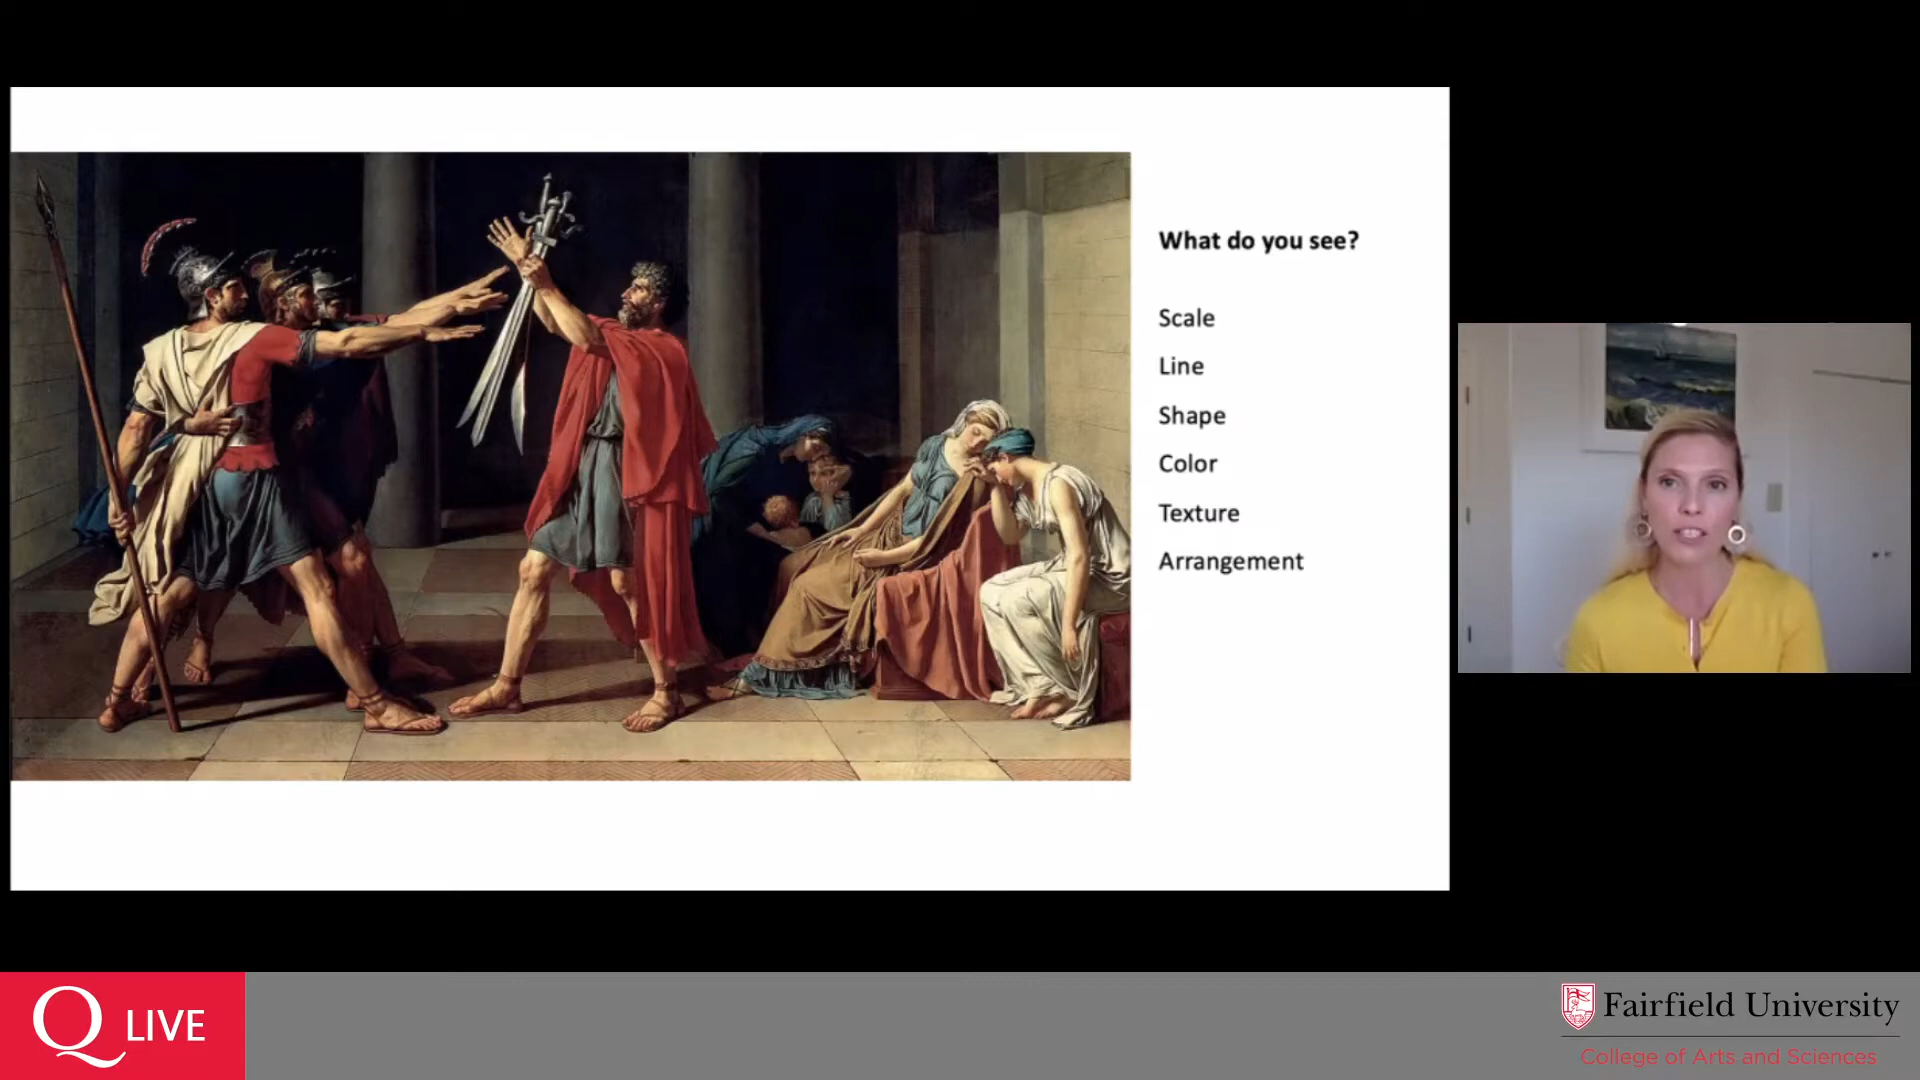 What do you see?
Scale
Line
Shape
Color
Texture
Arrangement
Q LIVE
Fairfield University
College of Arts and Sciences